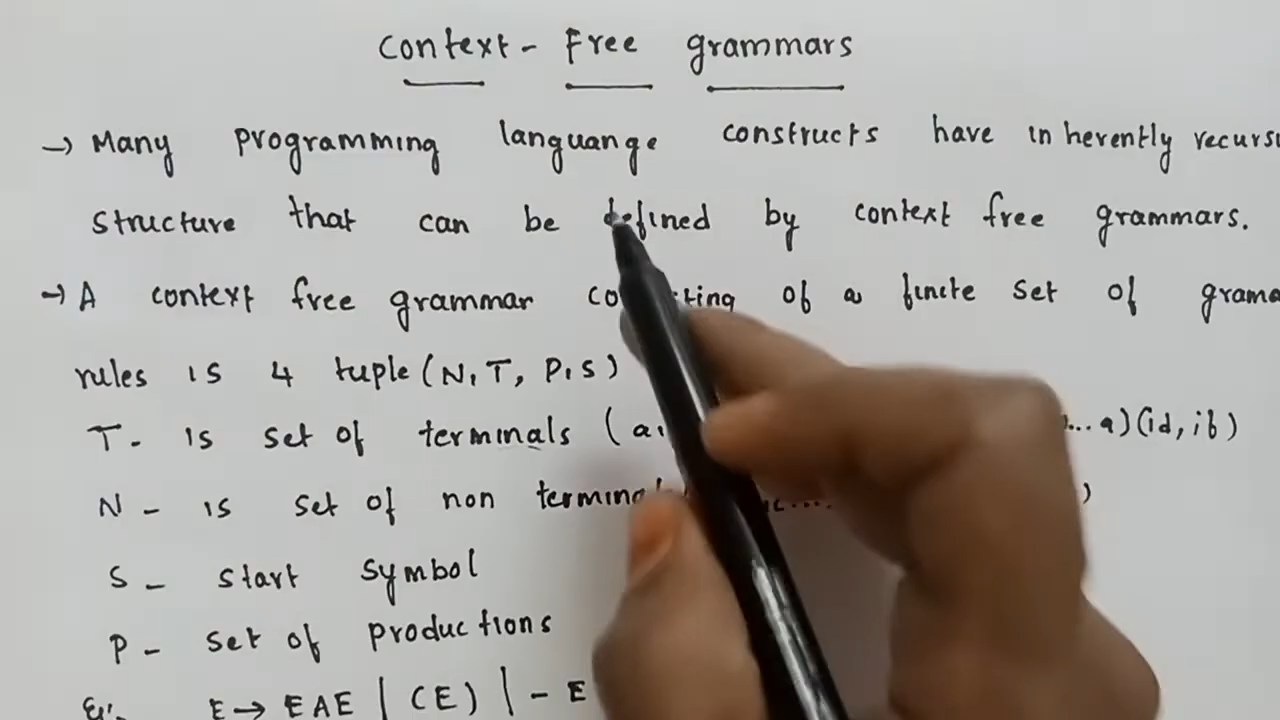 Context - Free grammars
→ Many programming languange constructs have inherently
structure that can be defined by context free grammars.
→ A context free grammar of a finite set of
rules is 4 tuple (N, T, P, S)
T - is set of terminals ... a) (id, ib)
N - is set of non
S - start symbol
P - set of productions
E → EAE | (E) | - E